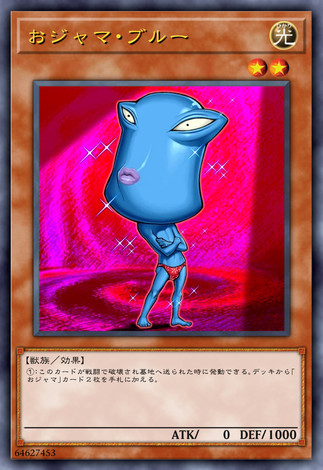 おジャマ・ブルー
光
【獣族／効果】
①：このカードが戦闘で破壊され墓地へ送られた時に発動できる。デッキから「
おジャマ」カード２枚を手札に加える。
ATK/ 0 DEF/1000
64627453